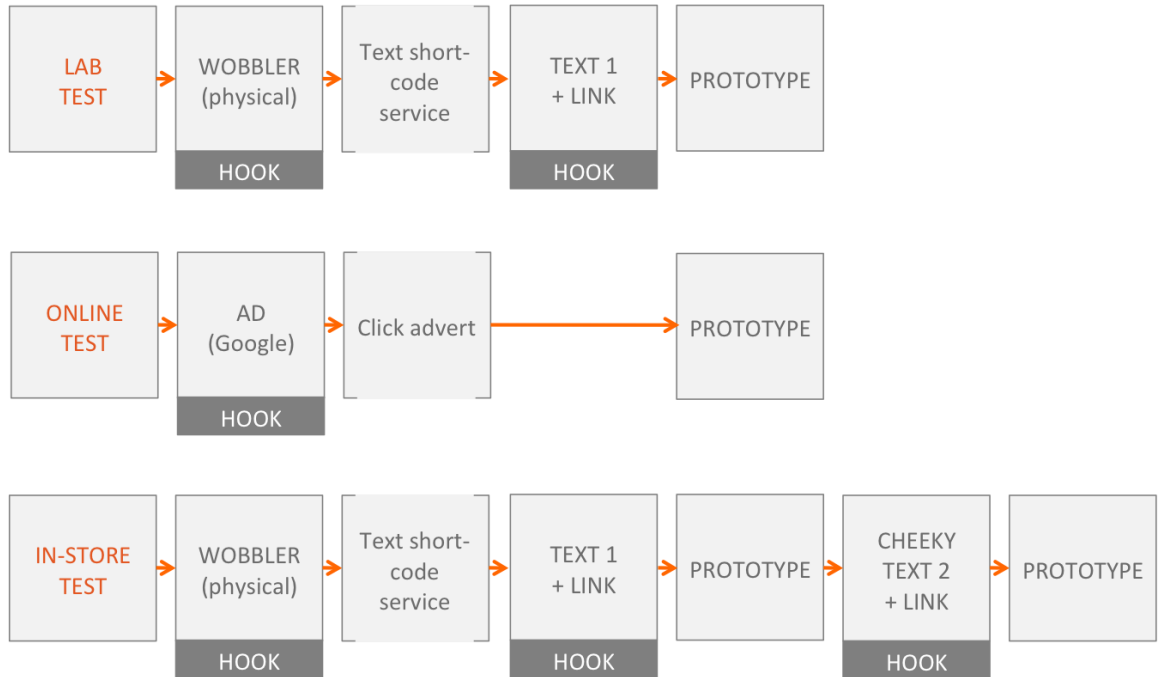 LAB
TEST
WOBBLER
(physical)
HOOK
Text short-
code
service
TEXT 1
+ LINK
HOOK
PROTOTYPE
ONLINE
TEST
AD
(Google)
HOOK
Click advert
PROTOTYPE
IN-STORE
TEST
WOBBLER
(physical)
HOOK
Text short-
code
service
TEXT 1
+ LINK
HOOK
PROTOTYPE
CHEEKY
TEXT 2
+ LINK
HOOK
PROTOTYPE